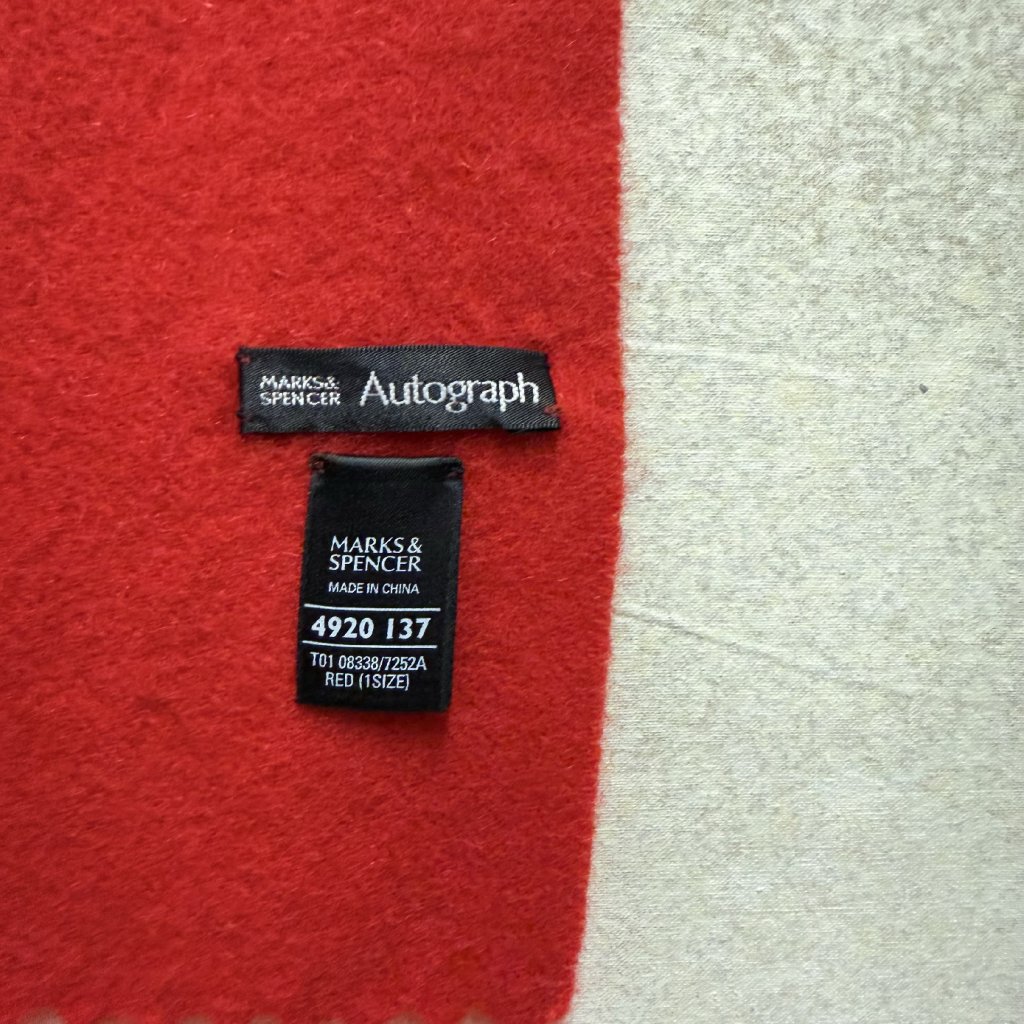 MARKS&
SPENCER
Autograph
MARKS &
SPENCER
MADE IN CHINA
4920 137
T01 08338/7252A
RED (1SIZE)